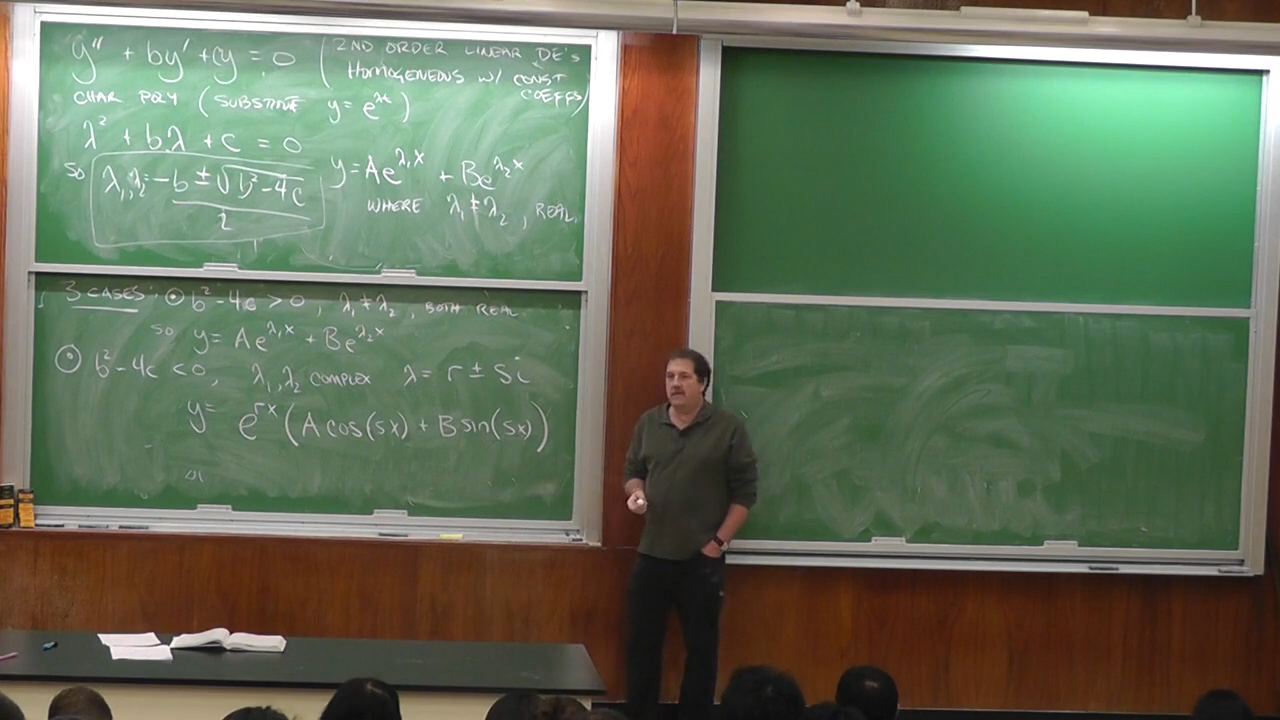 y'' + by' + cy = 0 (2ND ORDER LINEAR DE'S
HOMOGENEOUS W/ CONST
COEFFS)
CHAR POLY (SUBSTITUTE y = e^{λx})
λ² + bλ + c = 0
SO λ₁, λ₂ = -b ± √(b²-4c) / 2
y = Ae^{λ₁x} + Be^{λ₂x}
WHERE λ₁ ≠ λ₂, REAL.
3 CASES: ⊙ b²-4c > 0, λ₁ ≠ λ₂, BOTH REAL
SO y = Ae^{λ₁x} + Be^{λ₂x}
⊙ b²-4c < 0, λ₁, λ₂ COMPLEX λ = r ± si
y = e^{rx} (A cos(sx) + B sin(sx))